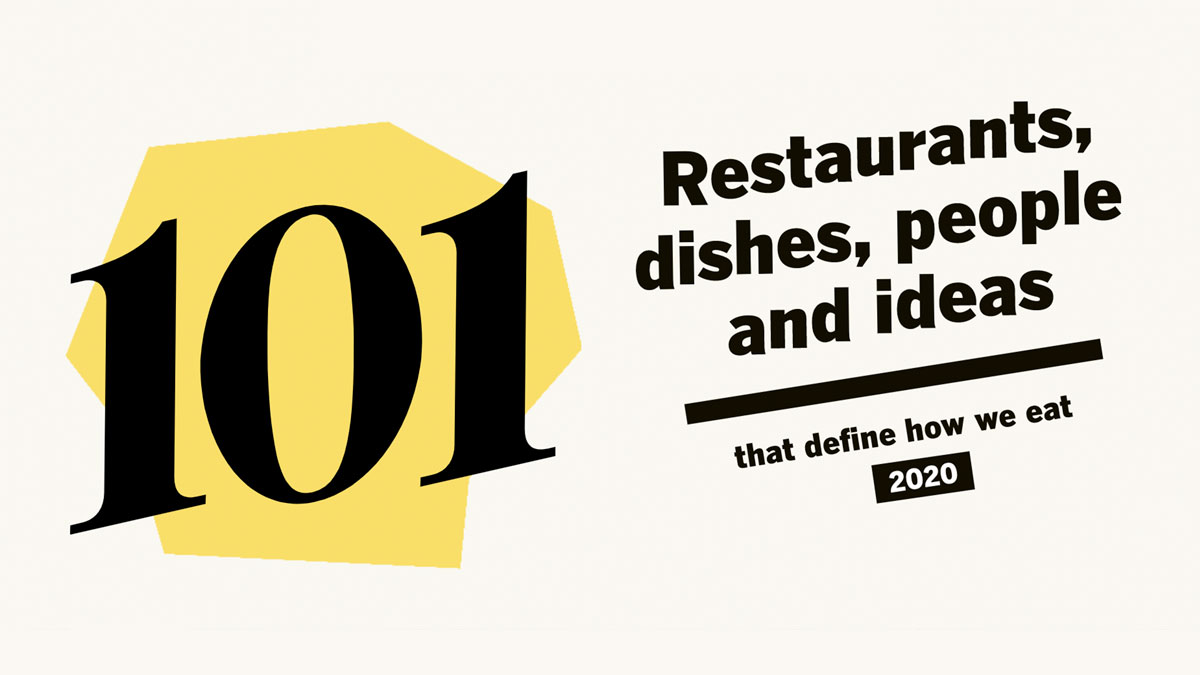 101
Restaurants,
dishes, people
and ideas
that define how we eat
2020